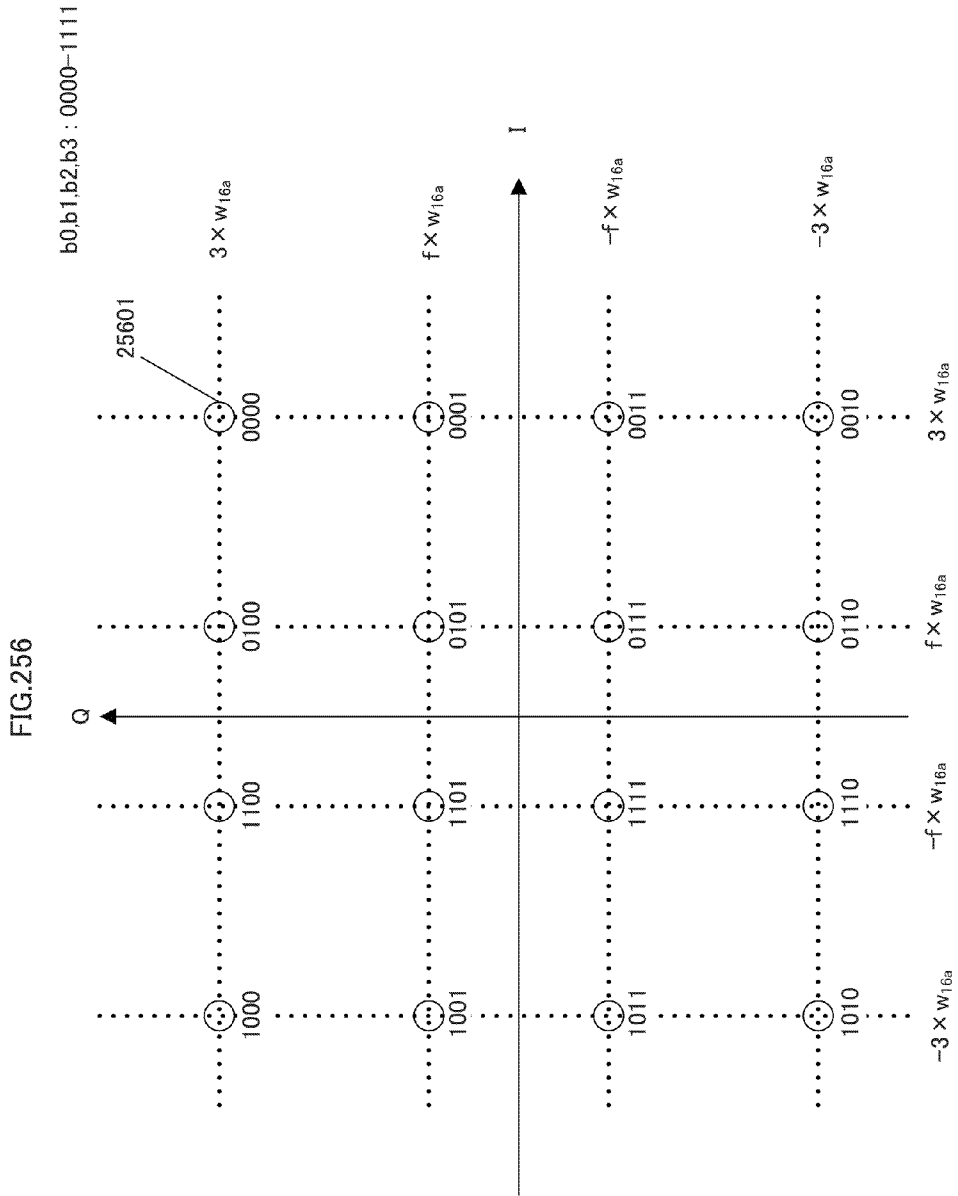 FIG.256
b0,b1,b2,b3 : 0000−1111
Q
25601
3 × w16a
1000
1100
0100
0000
f × w16a
1001
1101
0101
0001
I
−f × w16a
1011
1111
0111
0011
−3 × w16a
1010
1110
0110
0010
−3 × w16a
−f × w16a
f × w16a
3 × w16a